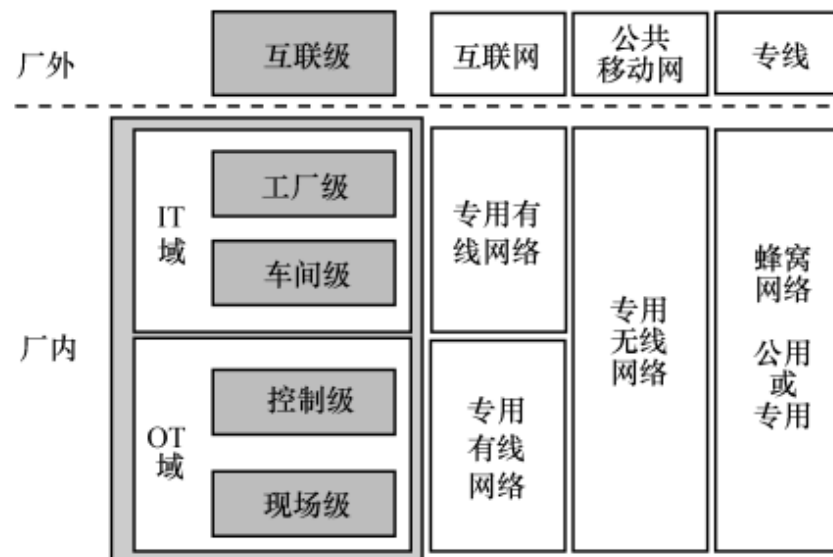 厂外
互联级
互联网
公共
移动网
专线
厂内
IT
域
工厂级
车间级
OT
域
控制级
现场级
专用有
线网络
专用
有线
网络
专用
无线
网络
蜂窝
网络
公用
或
专用